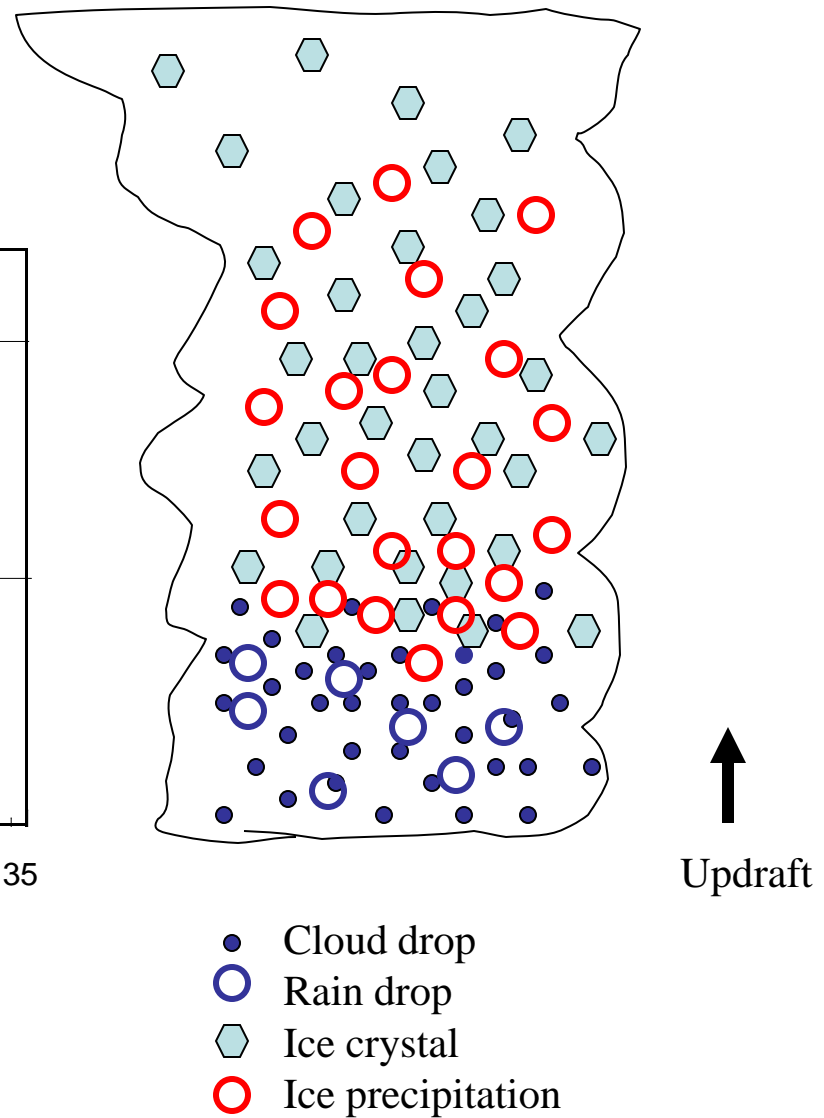 35
Updraft
Cloud drop
Rain drop
Ice crystal
Ice precipitation